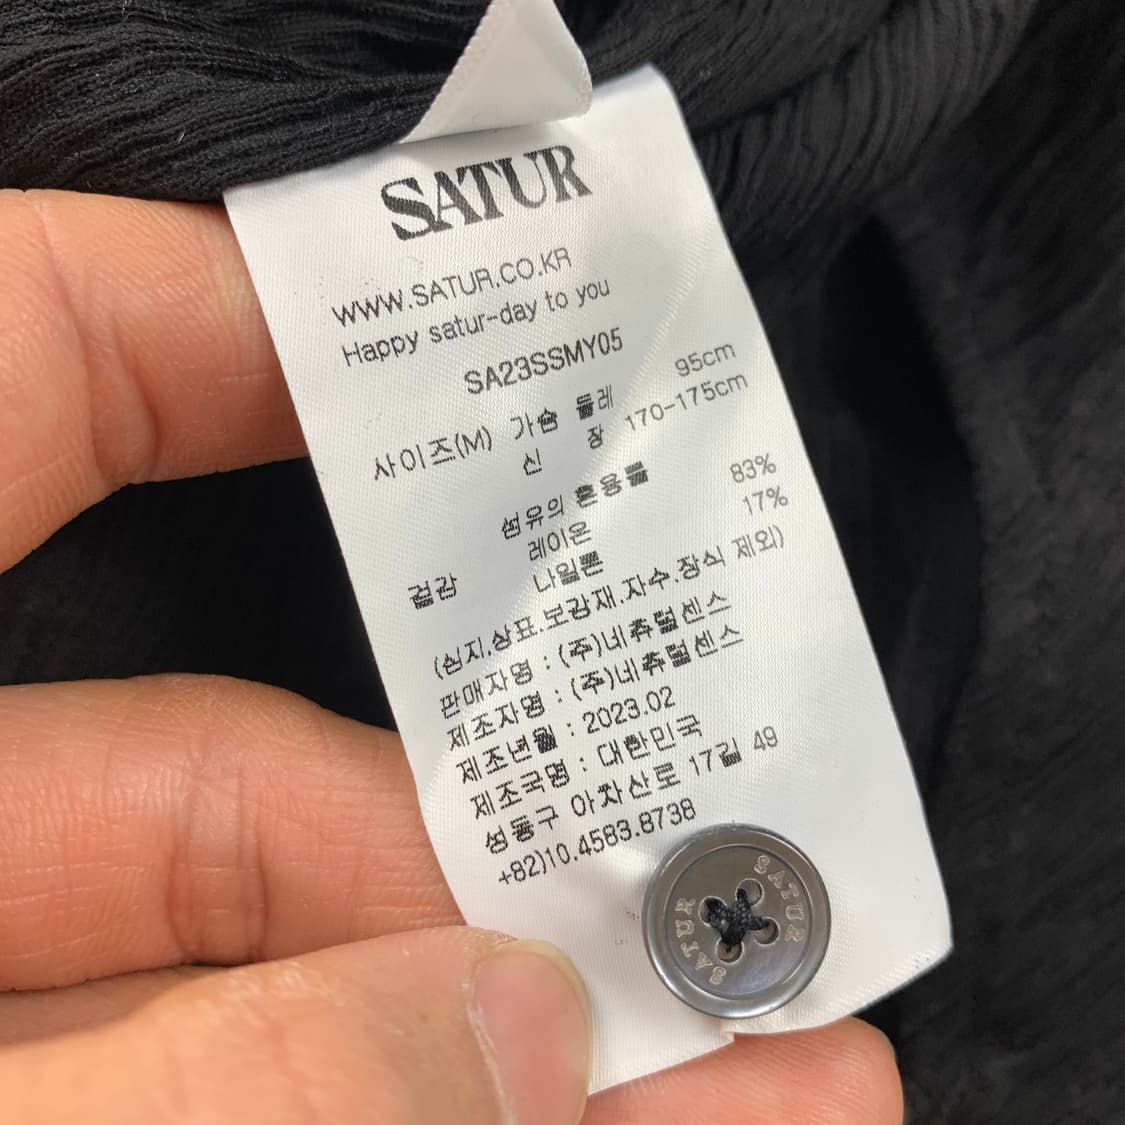 SATUR
WWW.SATUR.CO.KR
Happy satur-day to you
SA23SSMY05
사이즈(M) 가슴 둘레 95cm
신 장 170-175cm
섬유의 혼용률
겉감 레이온 83%
나일론 17%
(심지.상표.보강재.자수.장식 제외)
판매자명 : (주)네츄럴센스
제조자명 : (주)네츄럴센스
제조년월 : 2023.02
제조국명 : 대한민국
성동구 아차산로 17길 49
+82)10.4583.8738
SATUR
SATUR